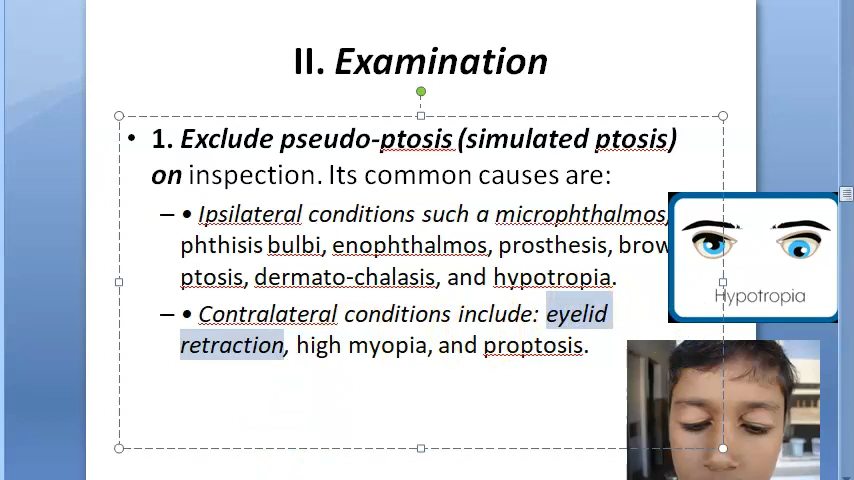 II. Examination
• 1. Exclude pseudo-ptosis (simulated ptosis)
on inspection. Its common causes are:
– • Ipsilateral conditions such a microphthalmos,
phthisis bulbi, enophthalmos, prosthesis, brow
ptosis, dermato-chalasis, and hypotropia.
Hypotropia
– • Contralateral conditions include: eyelid
retraction, high myopia, and proptosis.